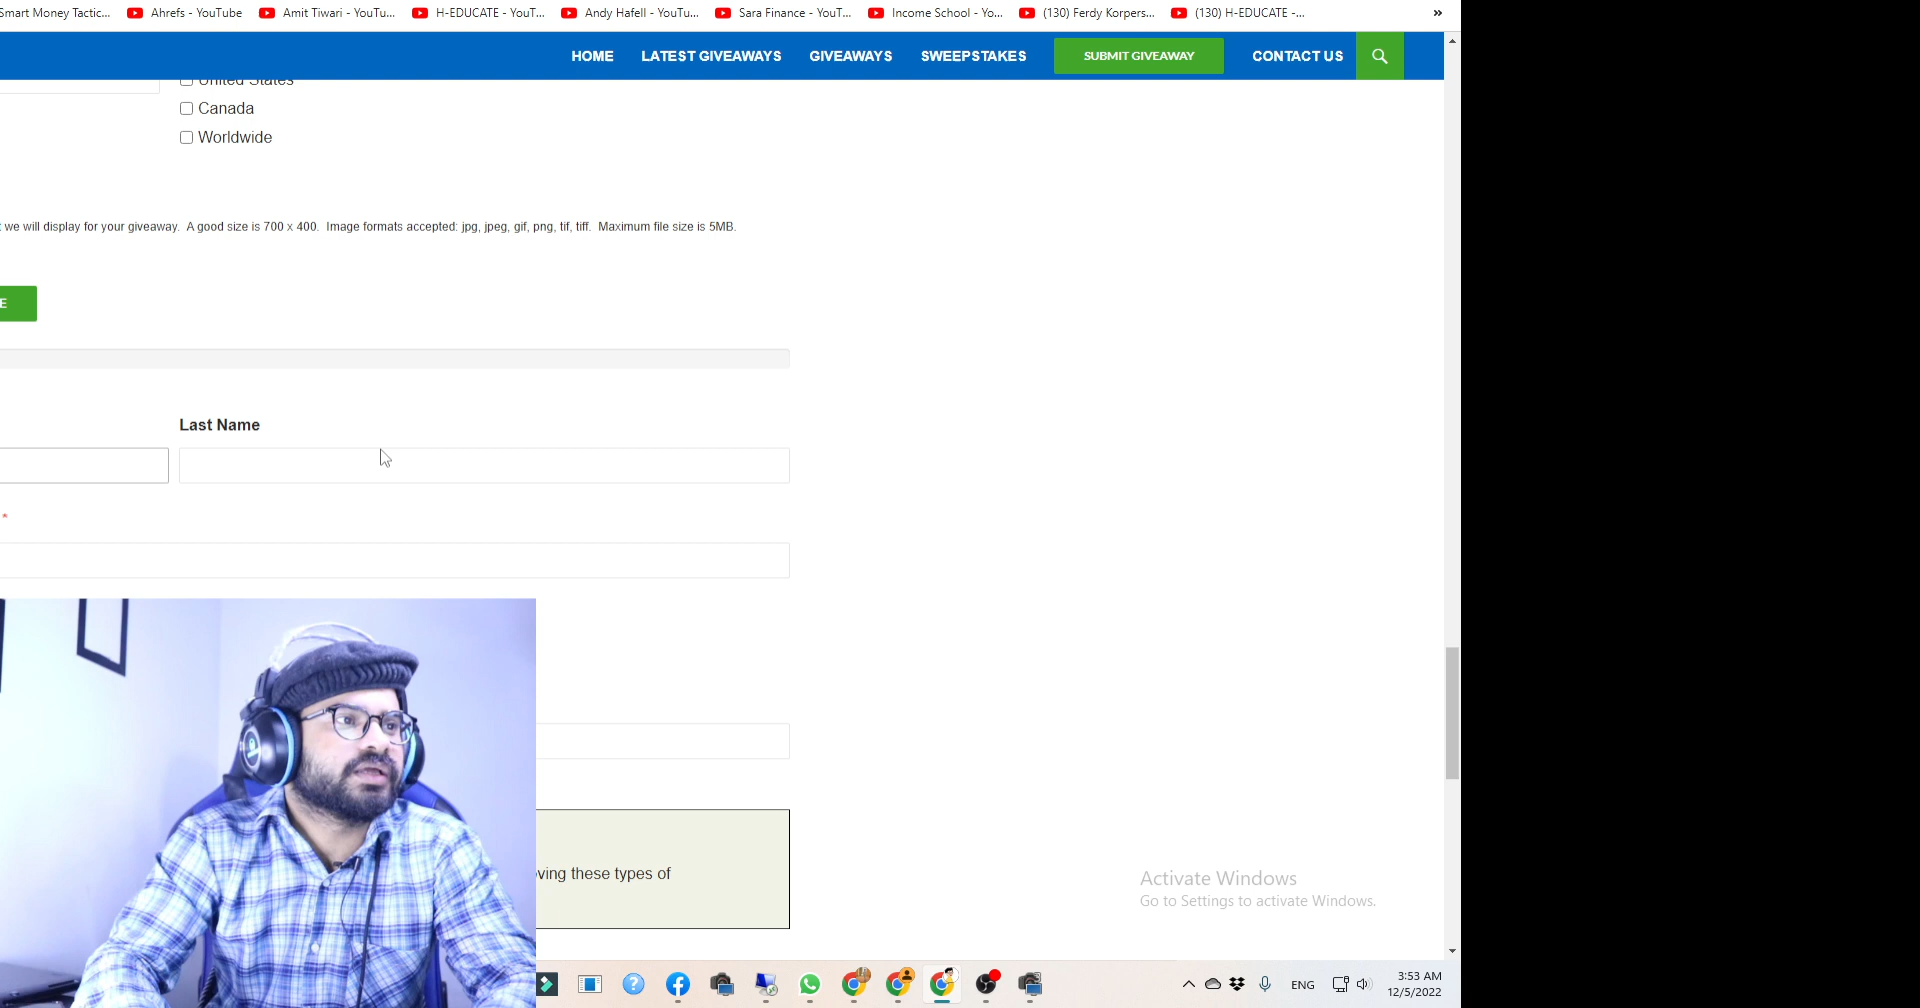 Smart Money Tactic...
Ahrefs - YouTube
Amit Tiwari - YouTu...
H-EDUCATE - YouT...
Andy Hafell - YouTu...
Sara Finance - YouT...
Income School - Yo...
(130) Ferdy Korpers...
(130) H-EDUCATE -...
»
HOME
LATEST GIVEAWAYS
GIVEAWAYS
SWEEPSTAKES
SUBMIT GIVEAWAY
CONTACT US
United States
Canada
Worldwide
we will display for your giveaway. A good size is 700 x 400. Image formats accepted: jpg, jpeg, gif, png, tif, tiff. Maximum file size is 5MB.
E
Last Name
*
ving these types of
Activate Windows
Go to Settings to activate Windows.
ENG
3:53 AM
12/5/2022